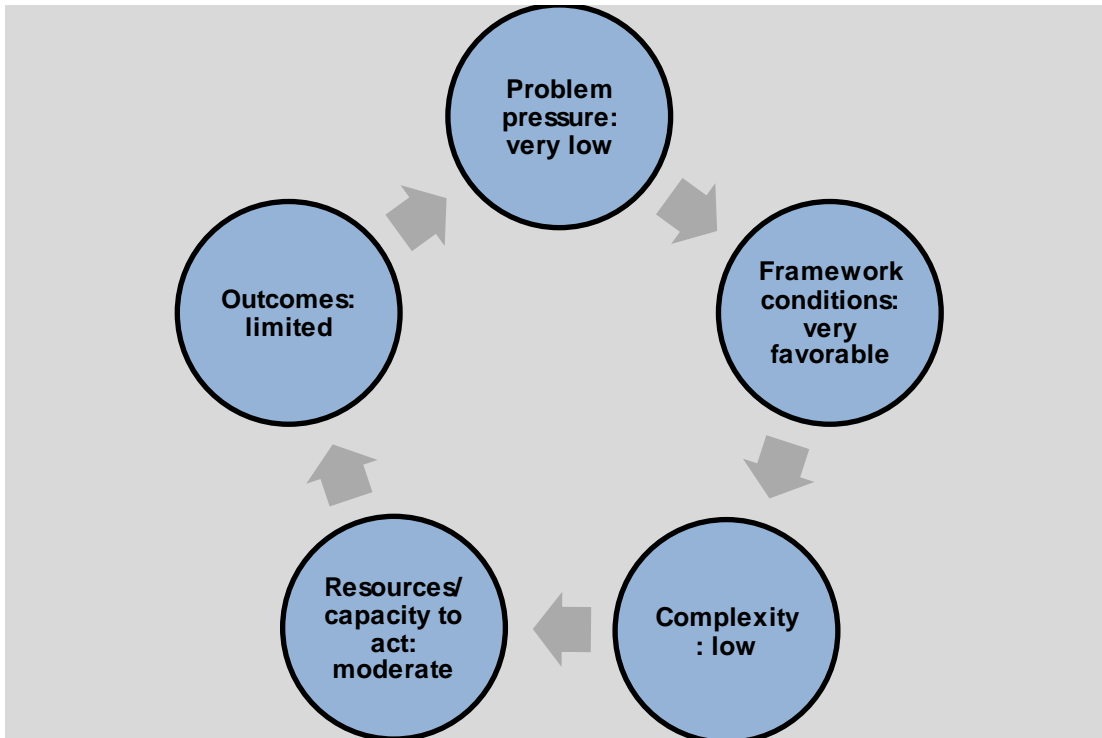 Problem
pressure:
very low
Framework
conditions:
very
favorable
Complexity
: low
Resources/
capacity to
act:
moderate
Outcomes:
limited